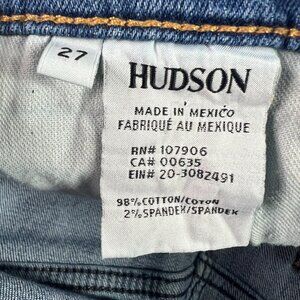 27
HUDSON
MADE IN MEXICO
FABRIQUÉ AU MEXIQUE
RN# 107906
CA# 00635
EIN# 20-3082491
98% COTTON/COTON
2% SPANDEX/SPANDEX